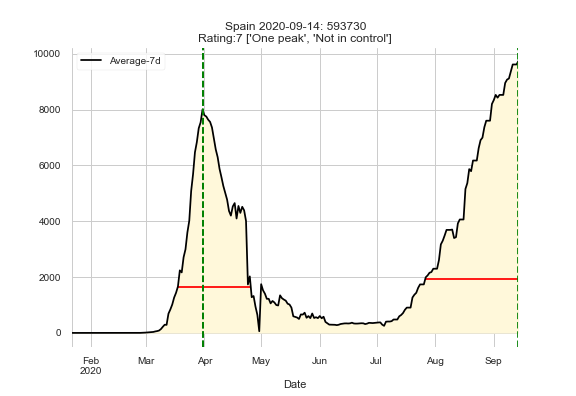 Spain 2020-09-14: 593730
Rating:7 ['One peak', 'Not in control']
Average-7d
10000
8000
6000
4000
2000
0
Feb Mar Apr May Jun Jul Aug Sep
2020
Date